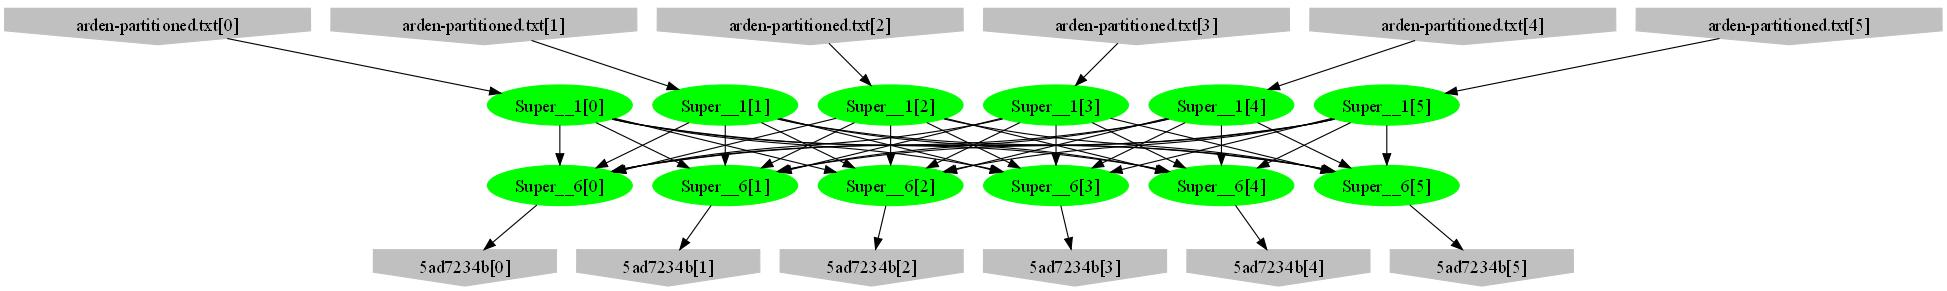 arden-partitioned.txt[0] arden-partitioned.txt[1] arden-partitioned.txt[2] arden-partitioned.txt[3] arden-partitioned.txt[4] arden-partitioned.txt[5]
Super__1[0] Super__1[1] Super__1[2] Super__1[3] Super__1[4] Super__1[5]
Super__6[0] Super__6[1] Super__6[2] Super__6[3] Super__6[4] Super__6[5]
5ad7234b[0] 5ad7234b[1] 5ad7234b[2] 5ad7234b[3] 5ad7234b[4] 5ad7234b[5]